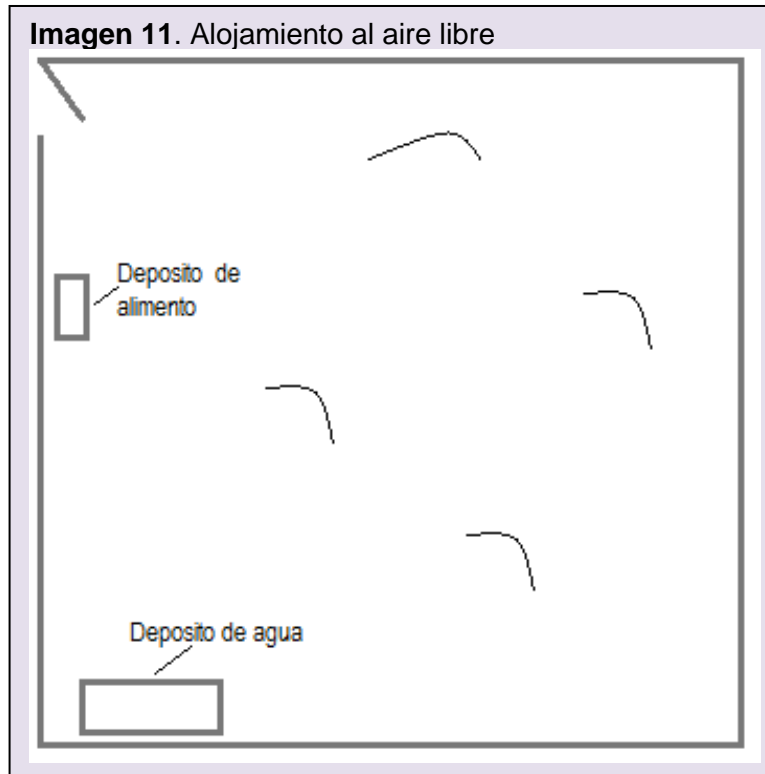 Imagen 11. Alojamiento al aire libre
Deposito de
alimento
Deposito de agua